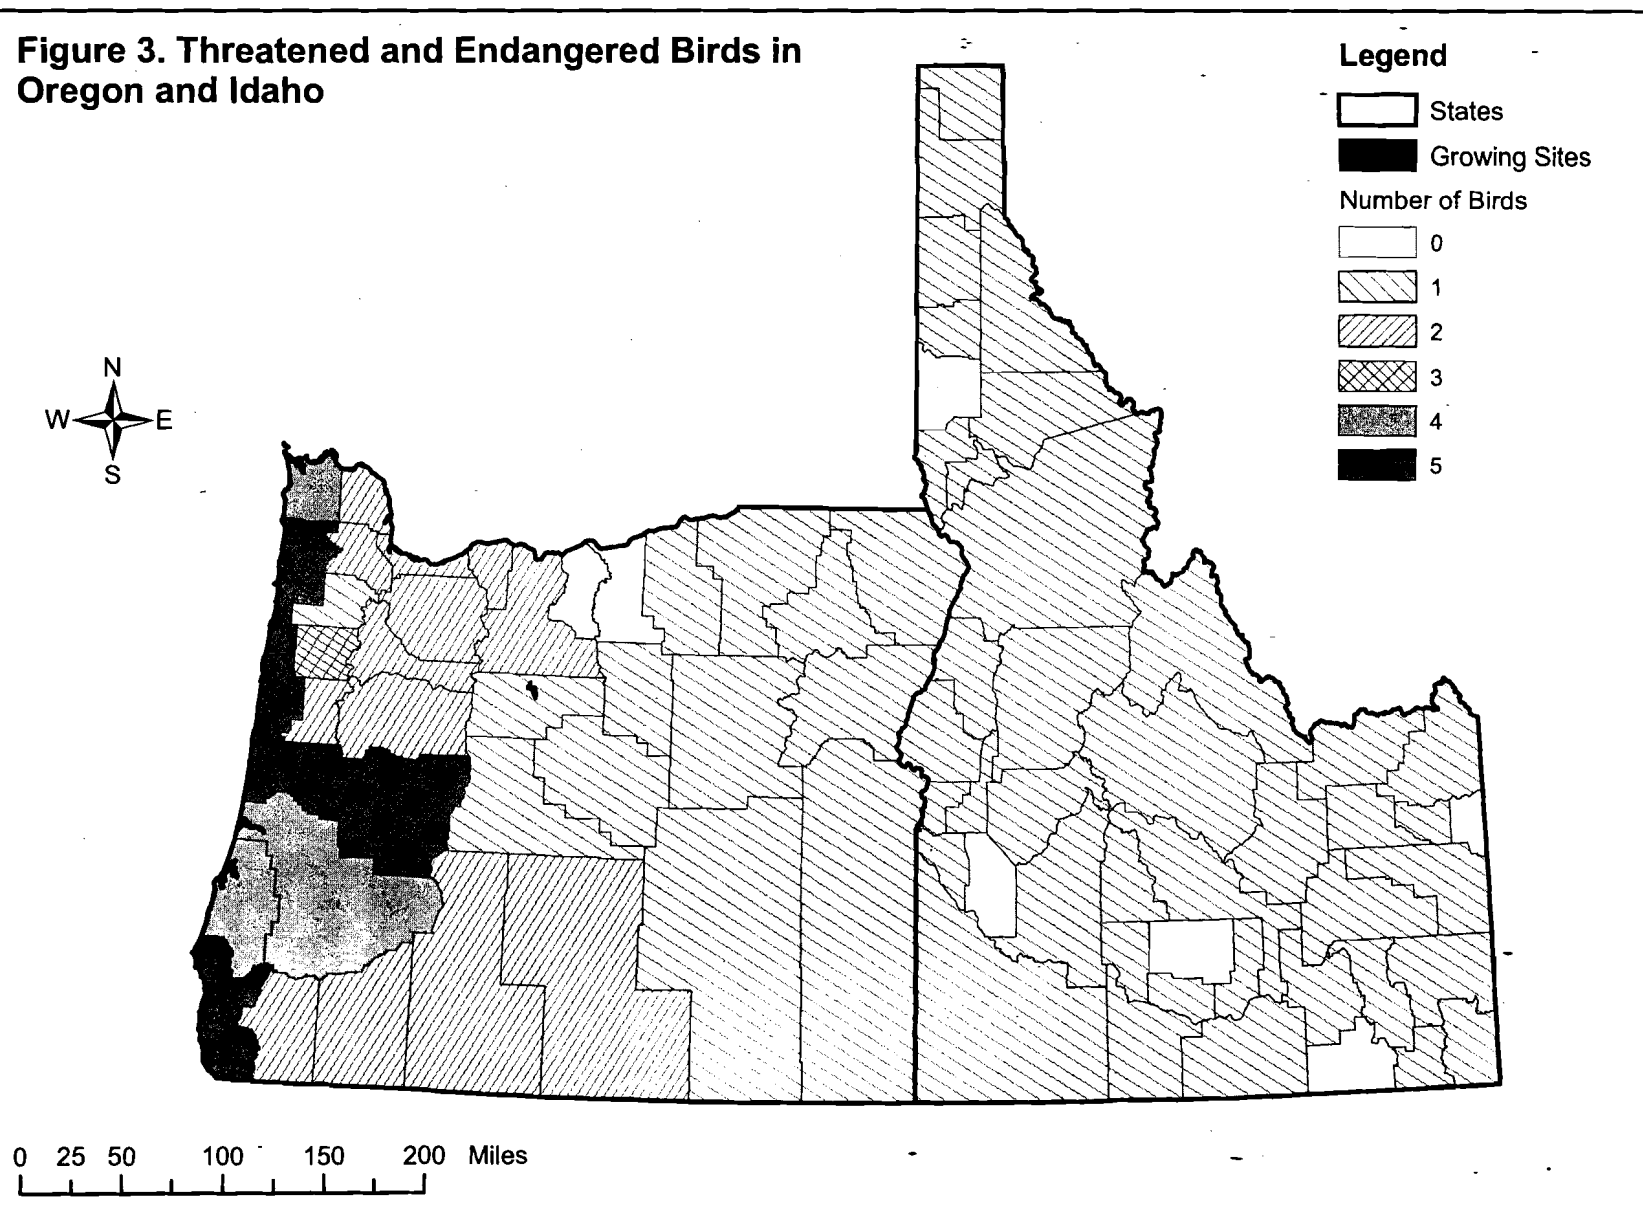 Figure 3. Threatened and Endangered Birds in
Oregon and Idaho
Legend
States
Growing Sites
Number of Birds
0
1
2
3
4
5
N
W E
S
0 25 50 100 150 200 Miles